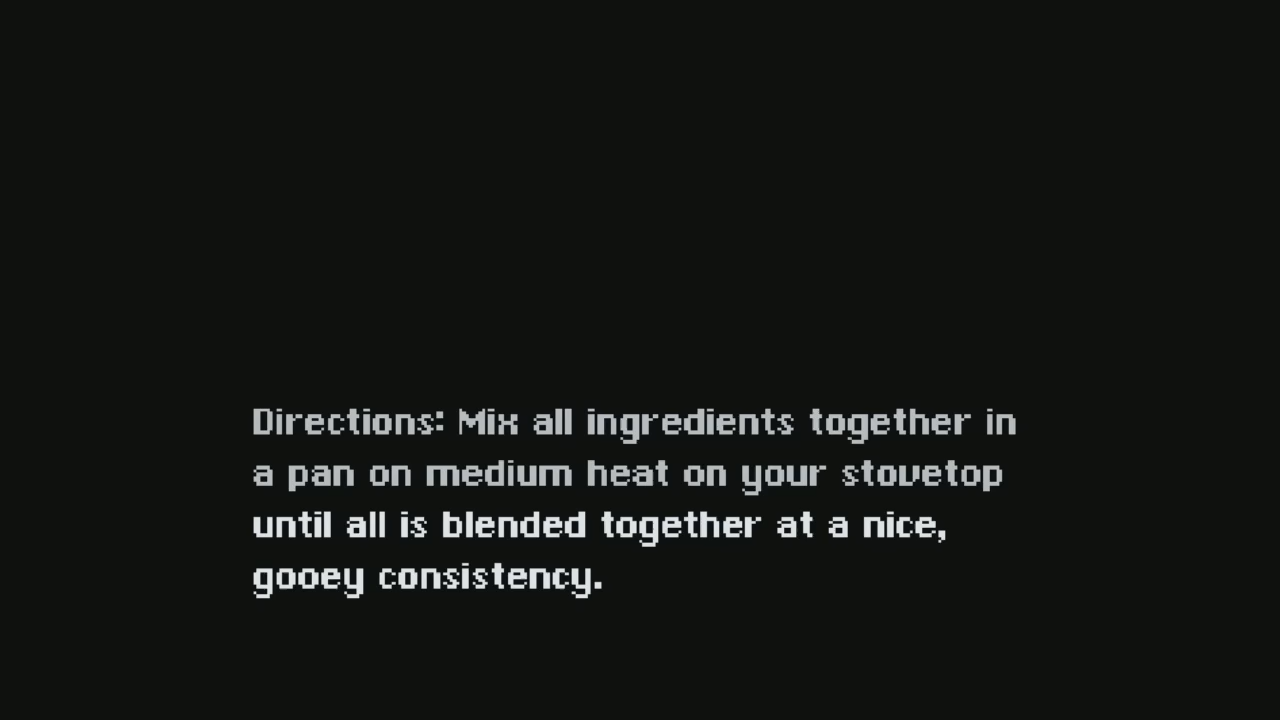 Directions: Mix all ingredients together in
a pan on medium heat on your stovetop
until all is blended together at a nice,
gooey consistency.